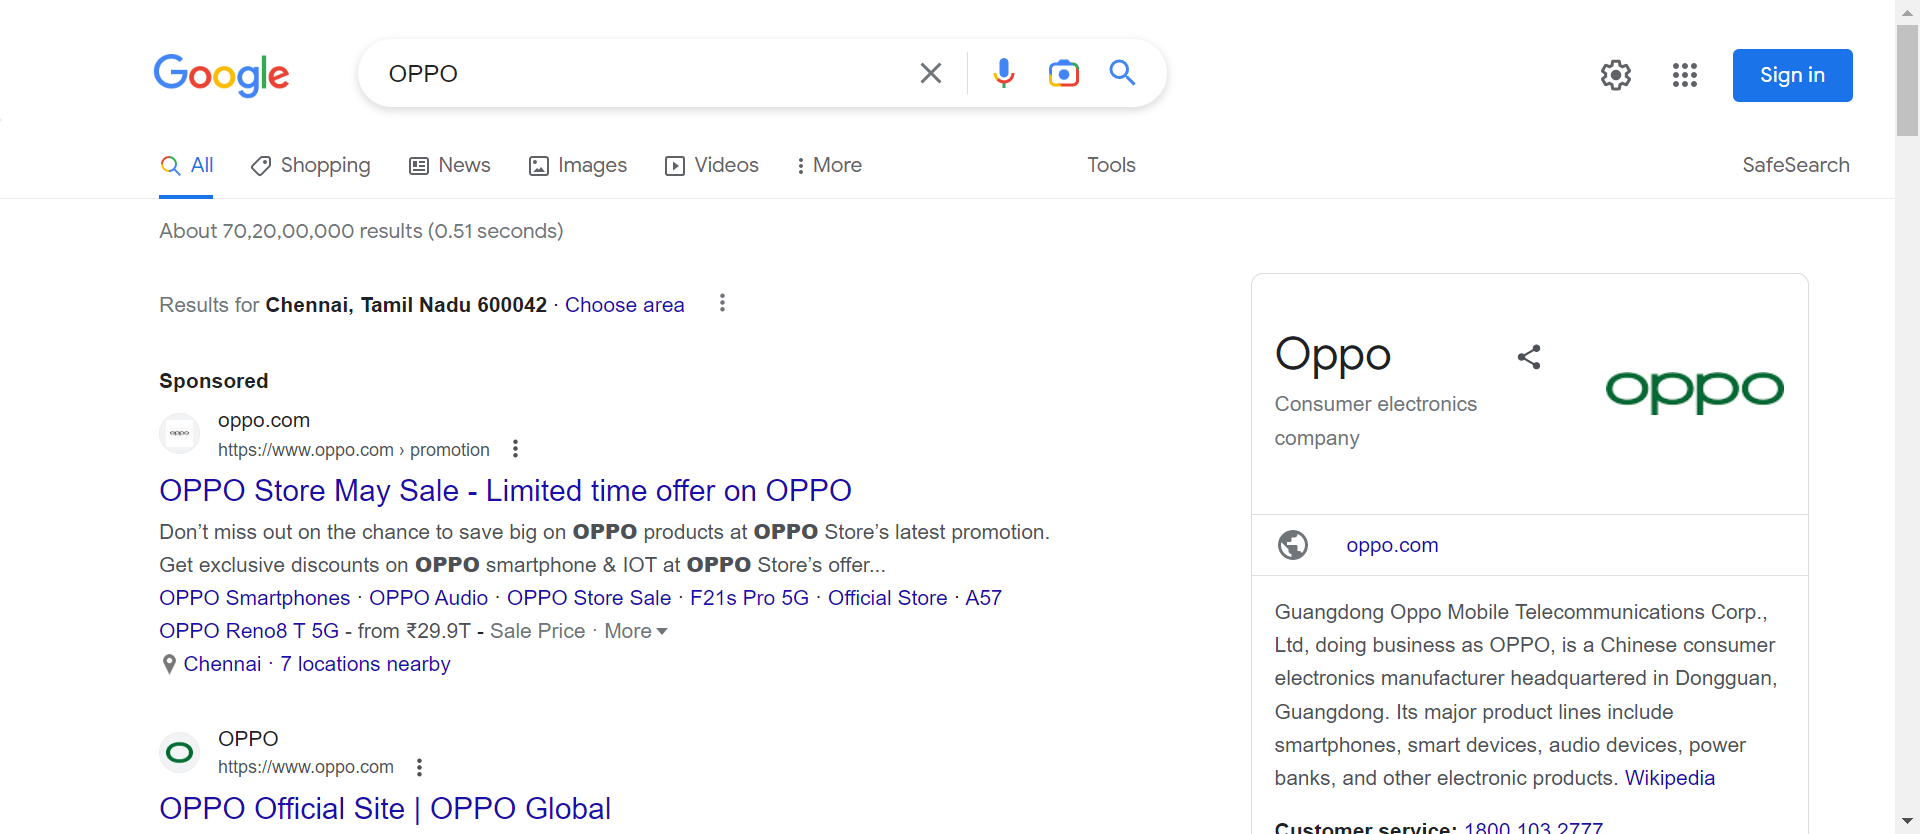 Google
OPPO
Sign in
All
Shopping
News
Images
Videos
More
Tools
SafeSearch
About 70,20,00,000 results (0.51 seconds)
Results for Chennai, Tamil Nadu 600042 · Choose area
Sponsored
oppo
oppo.com
https://www.oppo.com › promotion
OPPO Store May Sale - Limited time offer on OPPO
Don’t miss out on the chance to save big on OPPO products at OPPO Store’s latest promotion.
Get exclusive discounts on OPPO smartphone & IOT at OPPO Store’s offer...
OPPO Smartphones · OPPO Audio · OPPO Store Sale · F21s Pro 5G · Official Store · A57
OPPO Reno8 T 5G - from ₹29.9T - Sale Price · More
Chennai · 7 locations nearby
OPPO
https://www.oppo.com
OPPO Official Site | OPPO Global
Oppo
Consumer electronics
company
oppo
oppo.com
Guangdong Oppo Mobile Telecommunications Corp.,
Ltd, doing business as OPPO, is a Chinese consumer
electronics manufacturer headquartered in Dongguan,
Guangdong. Its major product lines include
smartphones, smart devices, audio devices, power
banks, and other electronic products. Wikipedia
Customer service: 1800 103 2777